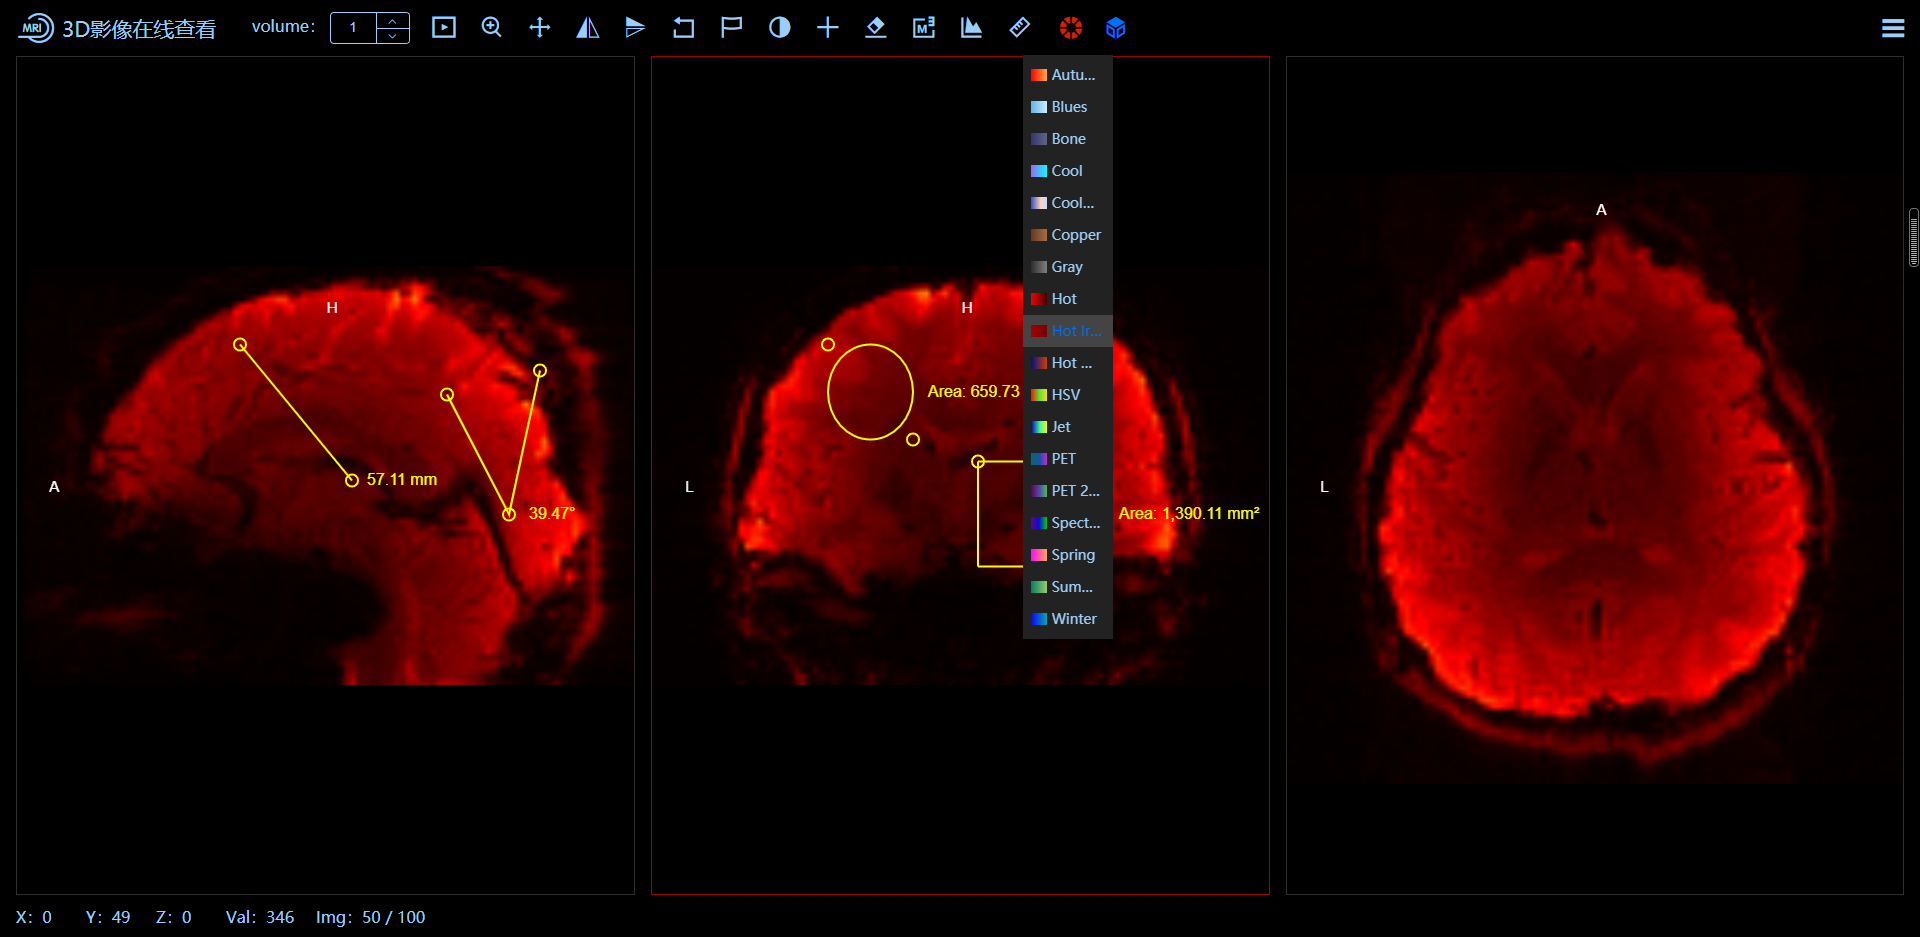 MRI 3D影像在线查看 volume: 1
M 3
Autu...
Blues
Bone
Cool
Cool...
Copper
Gray
Hot
Hot Ir...
Hot ...
HSV
Jet
PET
PET 2...
Spect...
Spring
Sum...
Winter
H
A
57.11 mm
39.47°
H
L
Area: 659.73
Area: 1,390.11 mm²
A
L
X: 0 Y: 49 Z: 0 Val: 346 Img: 50 / 100